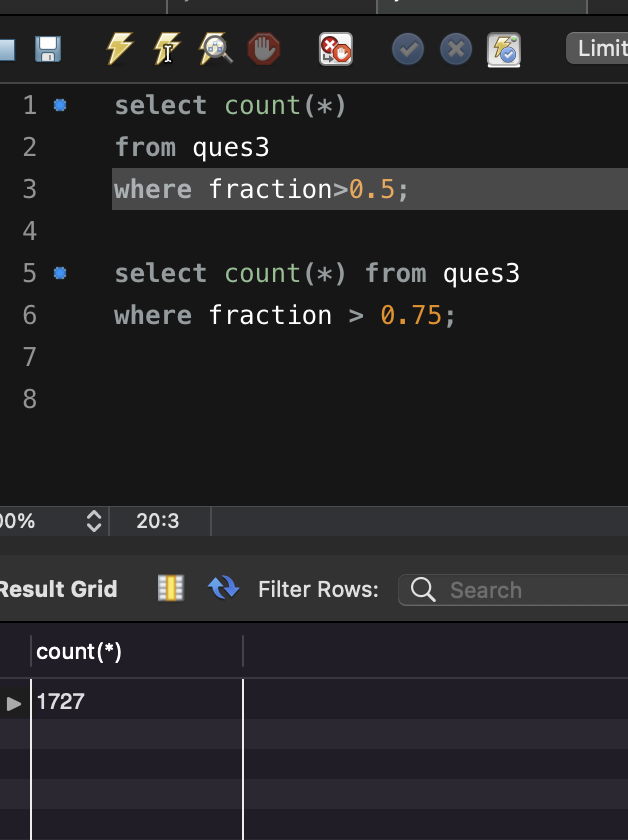 Limit
1 select count(*)
2 from ques3
3 where fraction>0.5;
4
5 select count(*) from ques3
6 where fraction > 0.75;
7
8
00%
20:3
Result Grid
Filter Rows:
Search
count(*)
1727